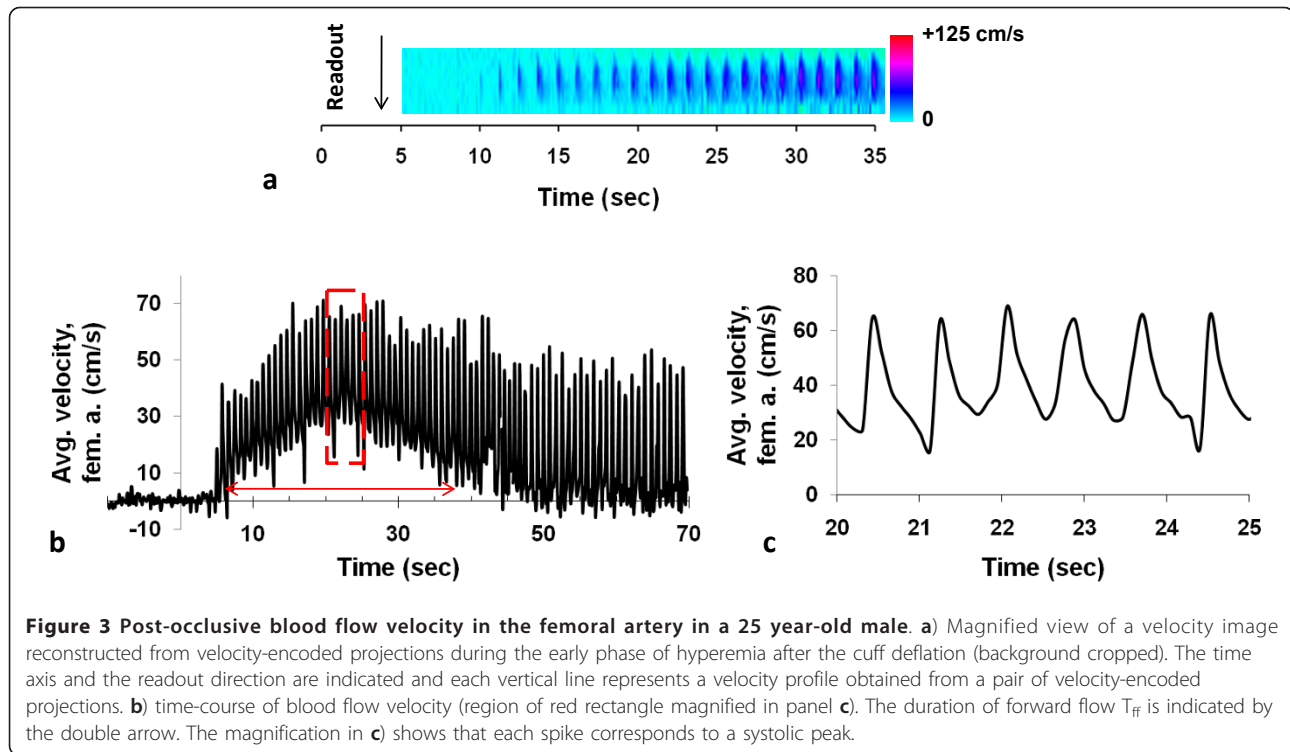 +125 cm/s
Readout
0
0 5 10 15 20 25 30 35
a
Time (sec)
Avg. velocity,
fem. a. (cm/s)
70
50
30
10
-10
10 30 50 70
b
Time (sec)
Avg. velocity,
fem. a. (cm/s)
80
60
40
20
0
20 21 22 23 24 25
c
Time (sec)
Figure 3 Post-occlusive blood flow velocity in the femoral artery in a 25 year-old male. a) Magnified view of a velocity image
reconstructed from velocity-encoded projections during the early phase of hyperemia after the cuff deflation (background cropped). The time
axis and the readout direction are indicated and each vertical line represents a velocity profile obtained from a pair of velocity-encoded
projections. b) time-course of blood flow velocity (region of red rectangle magnified in panel c). The duration of forward flow Tff is indicated by
the double arrow. The magnification in c) shows that each spike corresponds to a systolic peak.